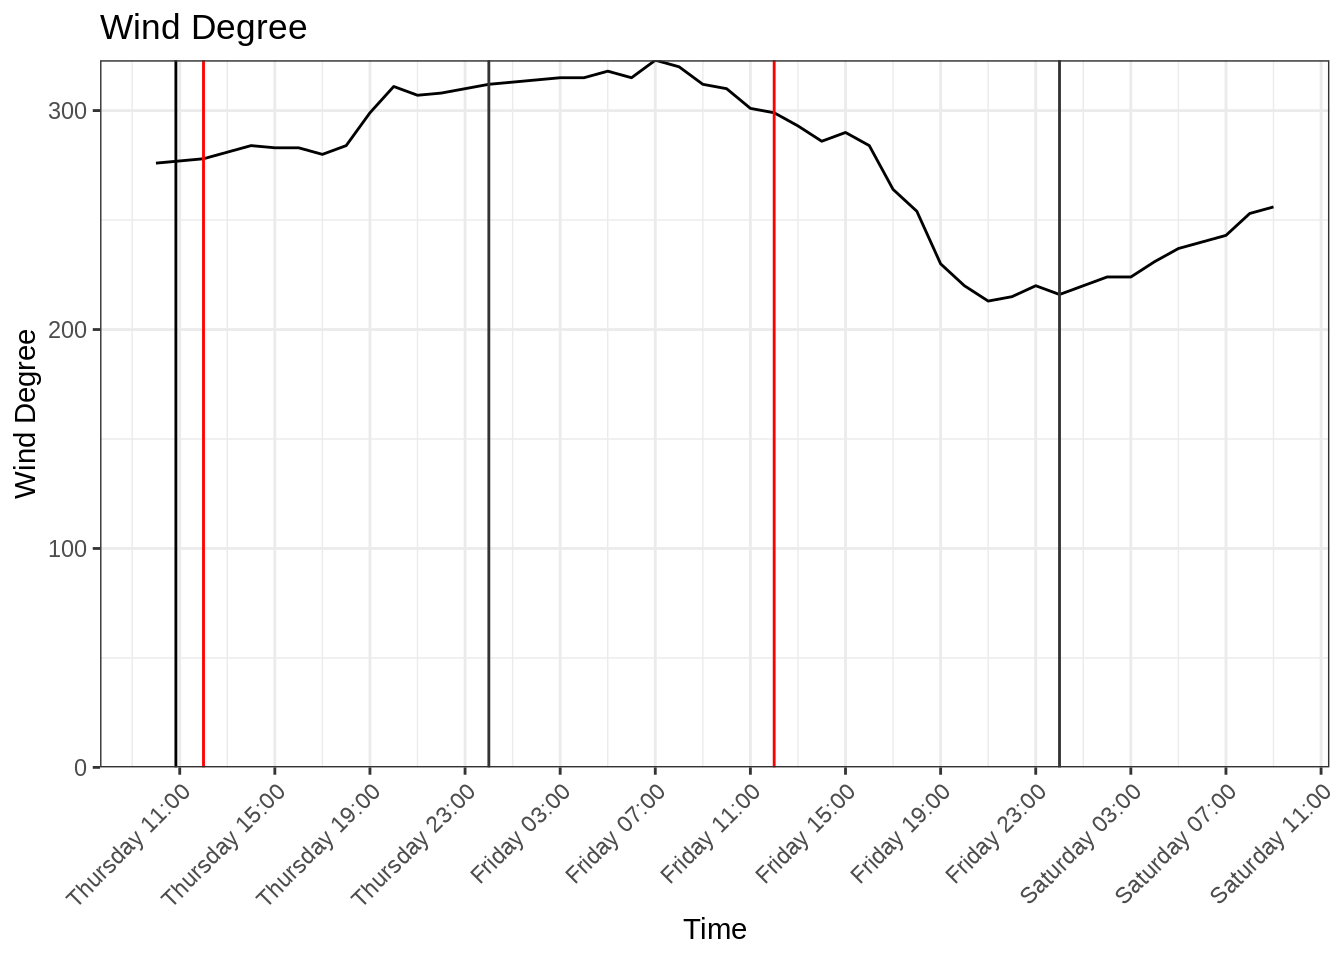 Wind Degree
Wind Degree
300
200
100
0
Thursday 11:00
Thursday 15:00
Thursday 19:00
Thursday 23:00
Friday 03:00
Friday 07:00
Friday 11:00
Friday 15:00
Friday 19:00
Friday 23:00
Saturday 03:00
Saturday 07:00
Saturday 11:00
Time